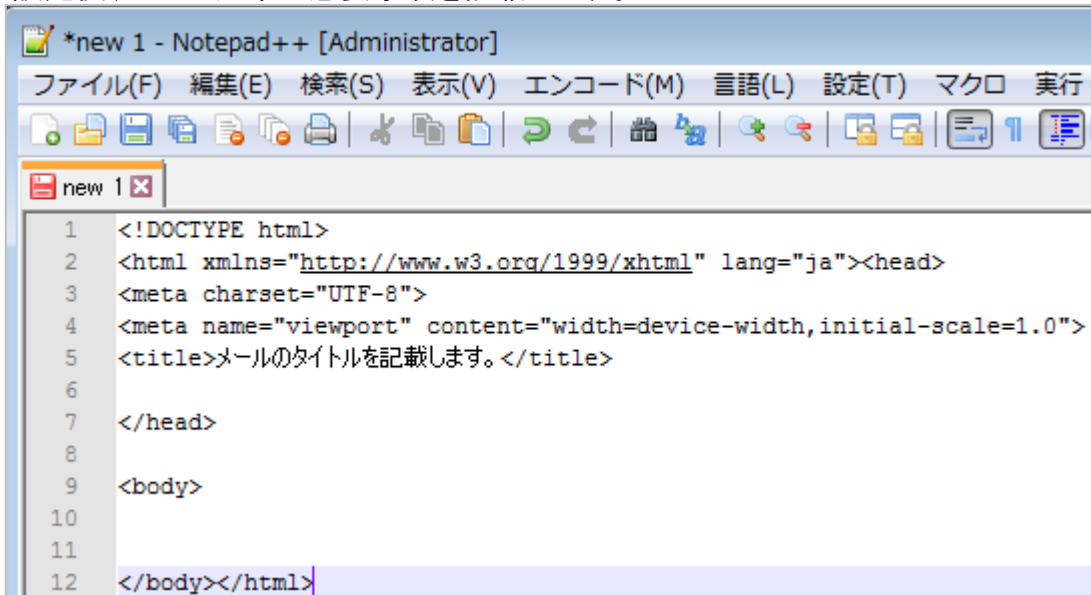 *new 1 - Notepad++ [Administrator]
ファイル(F) 編集(E) 検索(S) 表示(V) エンコード(M) 言語(L) 設定(T) マクロ 実行
new 1
1 <!DOCTYPE html>
2 <html xmlns="http://www.w3.org/1999/xhtml" lang="ja"><head>
3 <meta charset="UTF-8">
4 <meta name="viewport" content="width=device-width,initial-scale=1.0">
5 <title>メールのタイトルを記載します。</title>
6
7 </head>
8
9 <body>
10
11
12 </body></html>